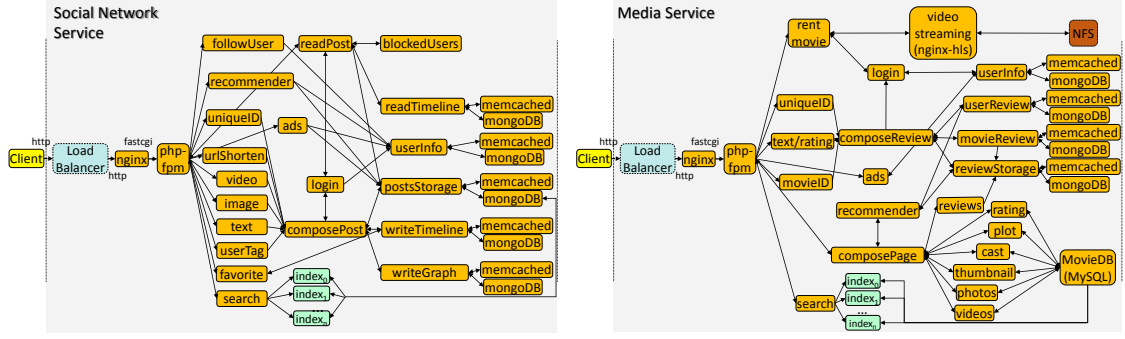 Social Network
Service
followUser
readPost
blockedUsers
recommender
readTimeline
memcached
mongoDB
uniqueID
ads
http
fastcgi
Client
Load
Balancer
http
nginx
php-
fpm
urlShorten
userInfo
memcached
mongoDB
video
login
postsStorage
memcached
mongoDB
image
text
composePost
writeTimeline
memcached
mongoDB
userTag
favorite
writeGraph
memcached
mongoDB
search
index0
index1
...
indexn
Media Service
rent
movie
video
streaming
(nginx-hls)
NFS
login
userInfo
memcached
mongoDB
uniqueID
userReview
memcached
mongoDB
http
fastcgi
Client
Load
Balancer
http
nginx
php-
fpm
text/rating
composeReview
movieReview
memcached
mongoDB
movieID
ads
reviewStorage
memcached
mongoDB
recommender
reviews
rating
plot
composePage
cast
MovieDB
(MySQL)
thumbnail
photos
videos
search
index0
index1
...
indexn